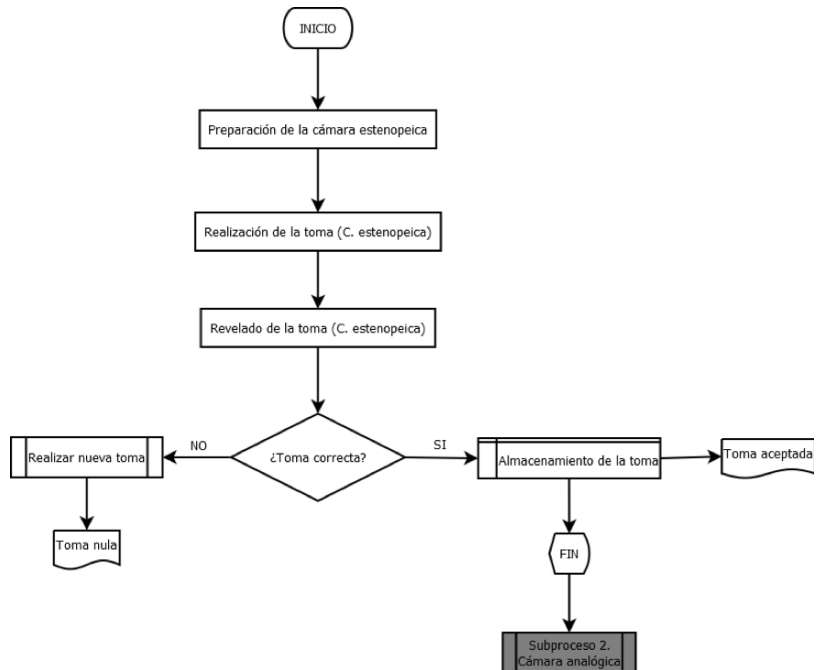 INICIO
Preparación de la cámara estenopeica
Realización de la toma (C. estenopeica)
Revelado de la toma (C. estenopeica)
NO
SI
Realizar nueva toma
¿Toma correcta?
Almacenamiento de la toma
Toma aceptada
Toma nula
FIN
Subproceso 2.
Cámara analógica